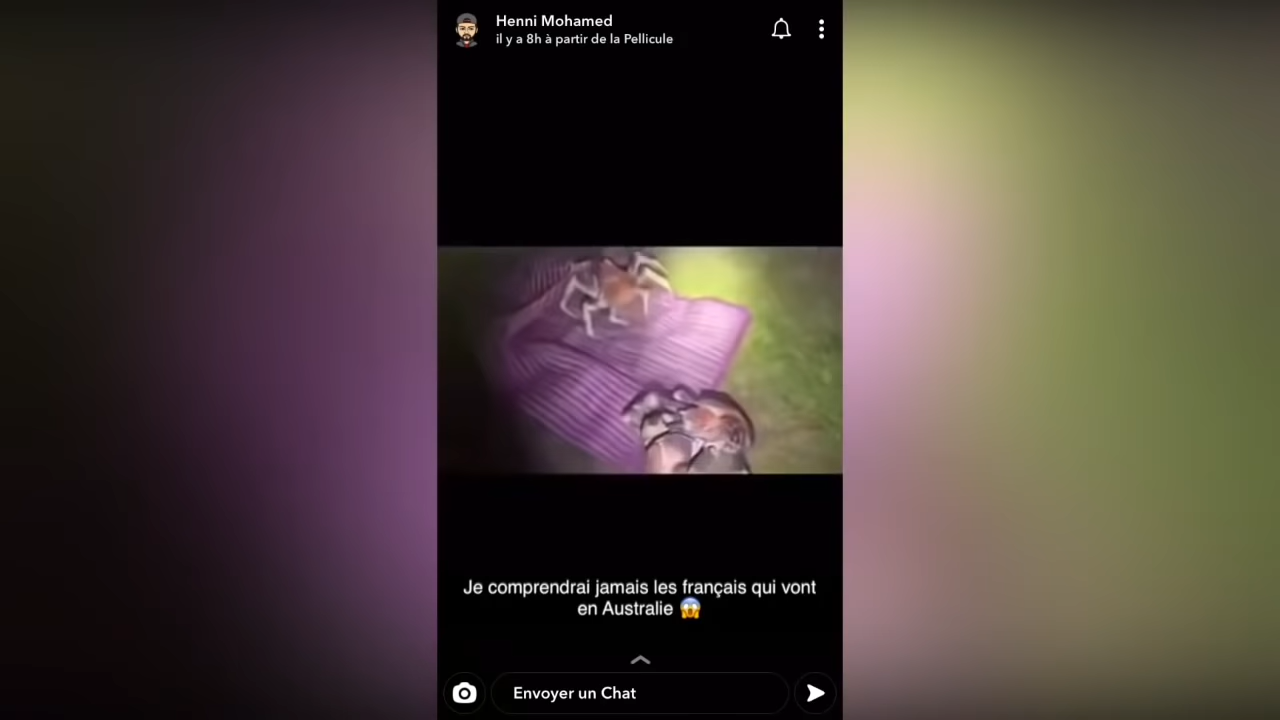 Henni Mohamed
il y a 8h à partir de la Pellicule
Je comprendrai jamais les français qui vont
en Australie 😱
Envoyer un Chat